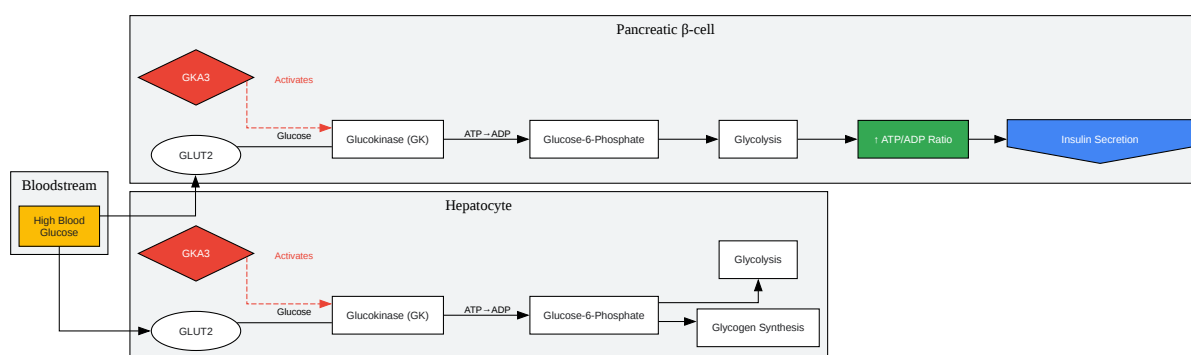 Pancreatic β-cell
GKA3
Activates
GLUT2
Glucose
Glucokinase (GK)
ATP→ADP
Glucose-6-Phosphate
Glycolysis
↑ ATP/ADP Ratio
Insulin Secretion
Bloodstream
High Blood
Glucose
Hepatocyte
GKA3
Activates
GLUT2
Glucose
Glucokinase (GK)
ATP→ADP
Glucose-6-Phosphate
Glycolysis
Glycogen Synthesis